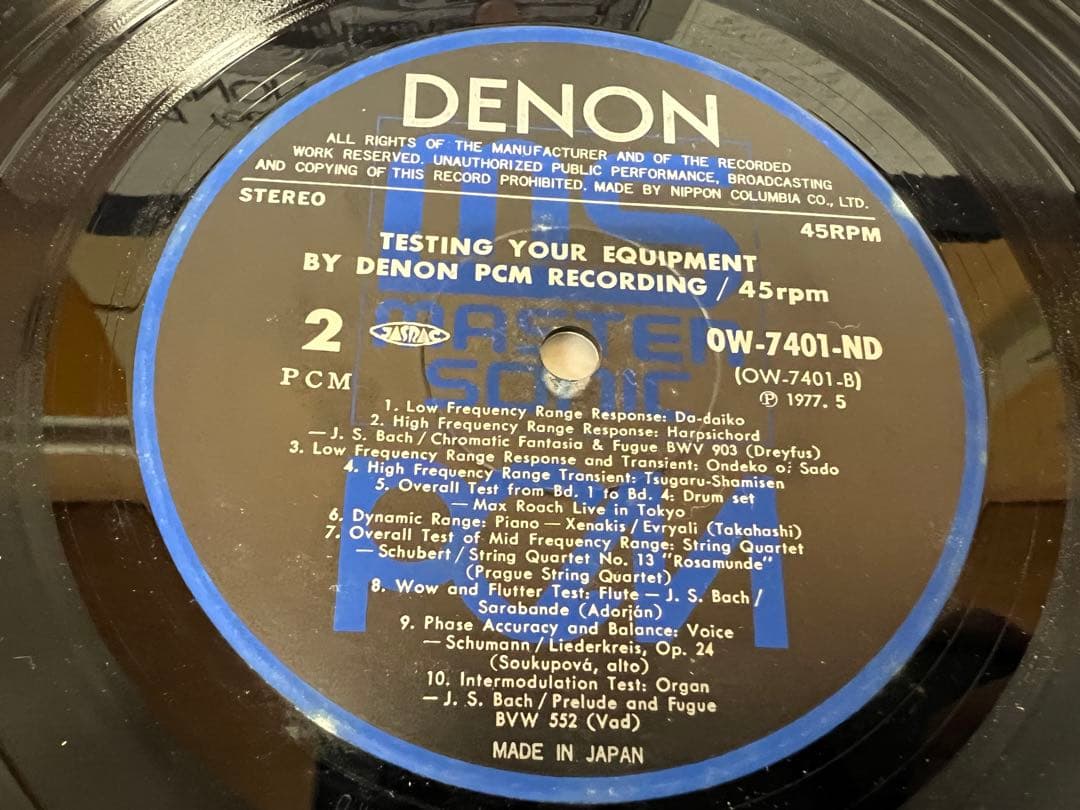 DENON
ALL RIGHTS OF THE MANUFACTURER AND OF THE RECORDED
WORK RESERVED. UNAUTHORIZED PUBLIC PERFORMANCE, BROADCASTING
AND COPYING OF THIS RECORD PROHIBITED. MADE BY NIPPON COLUMBIA CO., LTD.
STEREO
45RPM
ms
TESTING YOUR EQUIPMENT
BY DENON PCM RECORDING / 45rpm
MASTER
SONIC
2
JASRAC
OW-7401-ND
(OW-7401-B)
PCM
Ⓟ 1977. 5
1. Low Frequency Range Response: Da-daiko
2. High Frequency Range Response: Harpsichord
— J. S. Bach / Chromatic Fantasia & Fugue BWV 903 (Dreyfus)
3. Low Frequency Range Response and Transient: Ondeko of Sado
4. High Frequency Range Transient: Tsugaru-Shamisen
5. Overall Test from Bd. 1 to Bd. 4: Drum set
— Max Roach Live in Tokyo
6. Dynamic Range: Piano — Xenakis / Evryali (Takahashi)
7. Overall Test of Mid Frequency Range: String Quartet
— Schubert / String Quartet No. 13 "Rosamunde"
(Prague String Quartet)
8. Wow and Flutter Test: Flute — J. S. Bach /
Sarabande (Adorján)
9. Phase Accuracy and Balance: Voice
— Schumann / Liederkreis, Op. 24
(Soukupová, alto)
10. Intermodulation Test: Organ
— J. S. Bach / Prelude and Fugue
BVW 552 (Vad)
PCM
MADE IN JAPAN